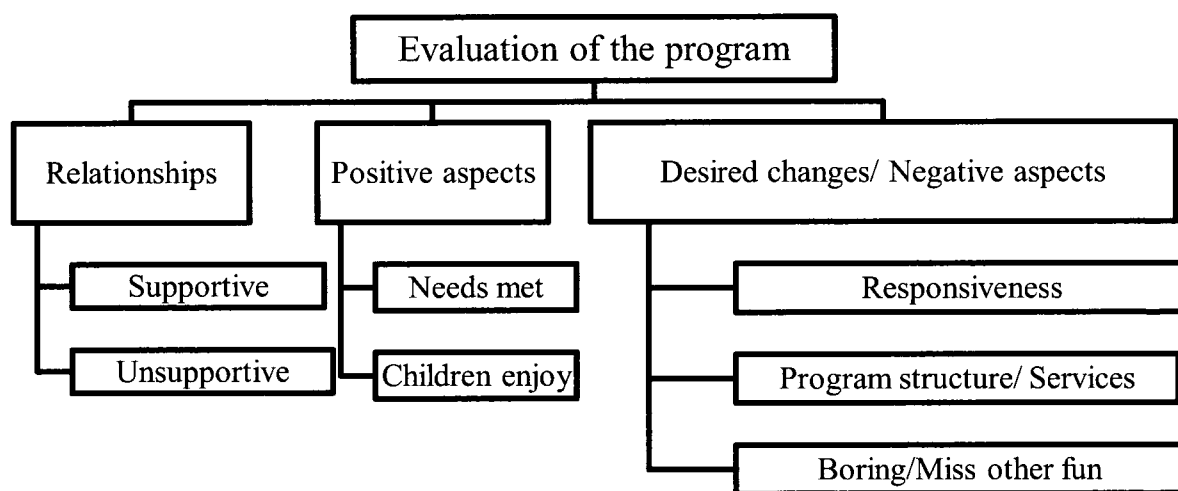 Evaluation of the program
Relationships
Positive aspects
Desired changes/ Negative aspects
Supportive
Needs met
Responsiveness
Unsupportive
Children enjoy
Program structure/ Services
Boring/Miss other fun